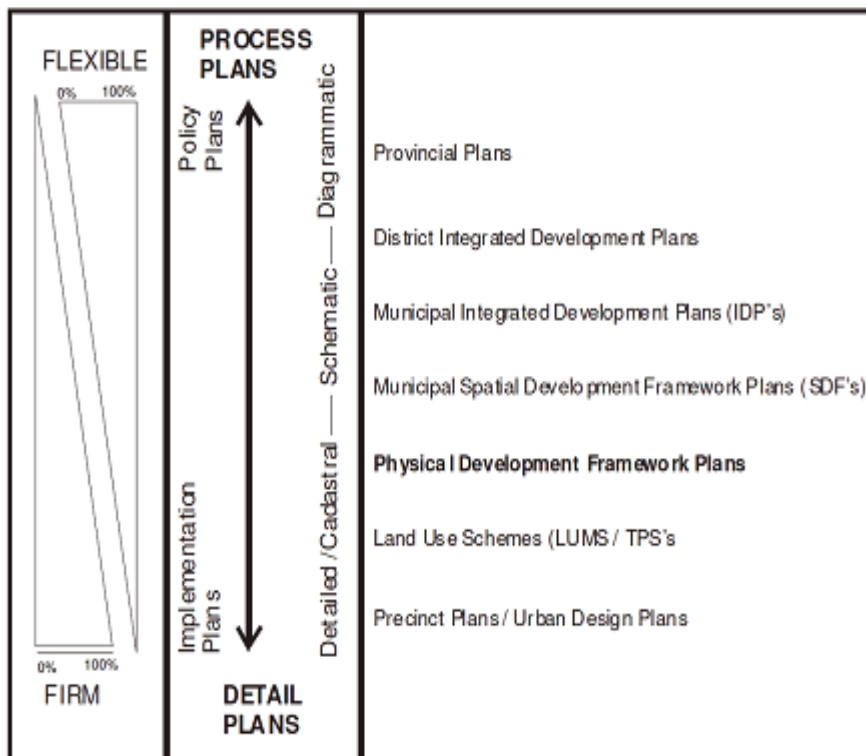 FLEXIBLE
0% 100%
0% 100%
FIRM
PROCESS
PLANS
Policy
Plans
Implementation
Plans
Detailed /Cadastral — Schematic — Diagrammatic
DETAIL
PLANS
Provincial Plans
District Integrated Development Plans
Municipal Integrated Development Plans (IDP's)
Municipal Spatial Development Framework Plans (SDF's)
Physical Development Framework Plans
Land Use Schemes (LUMS / TPS's
Precinct Plans / Urban Design Plans